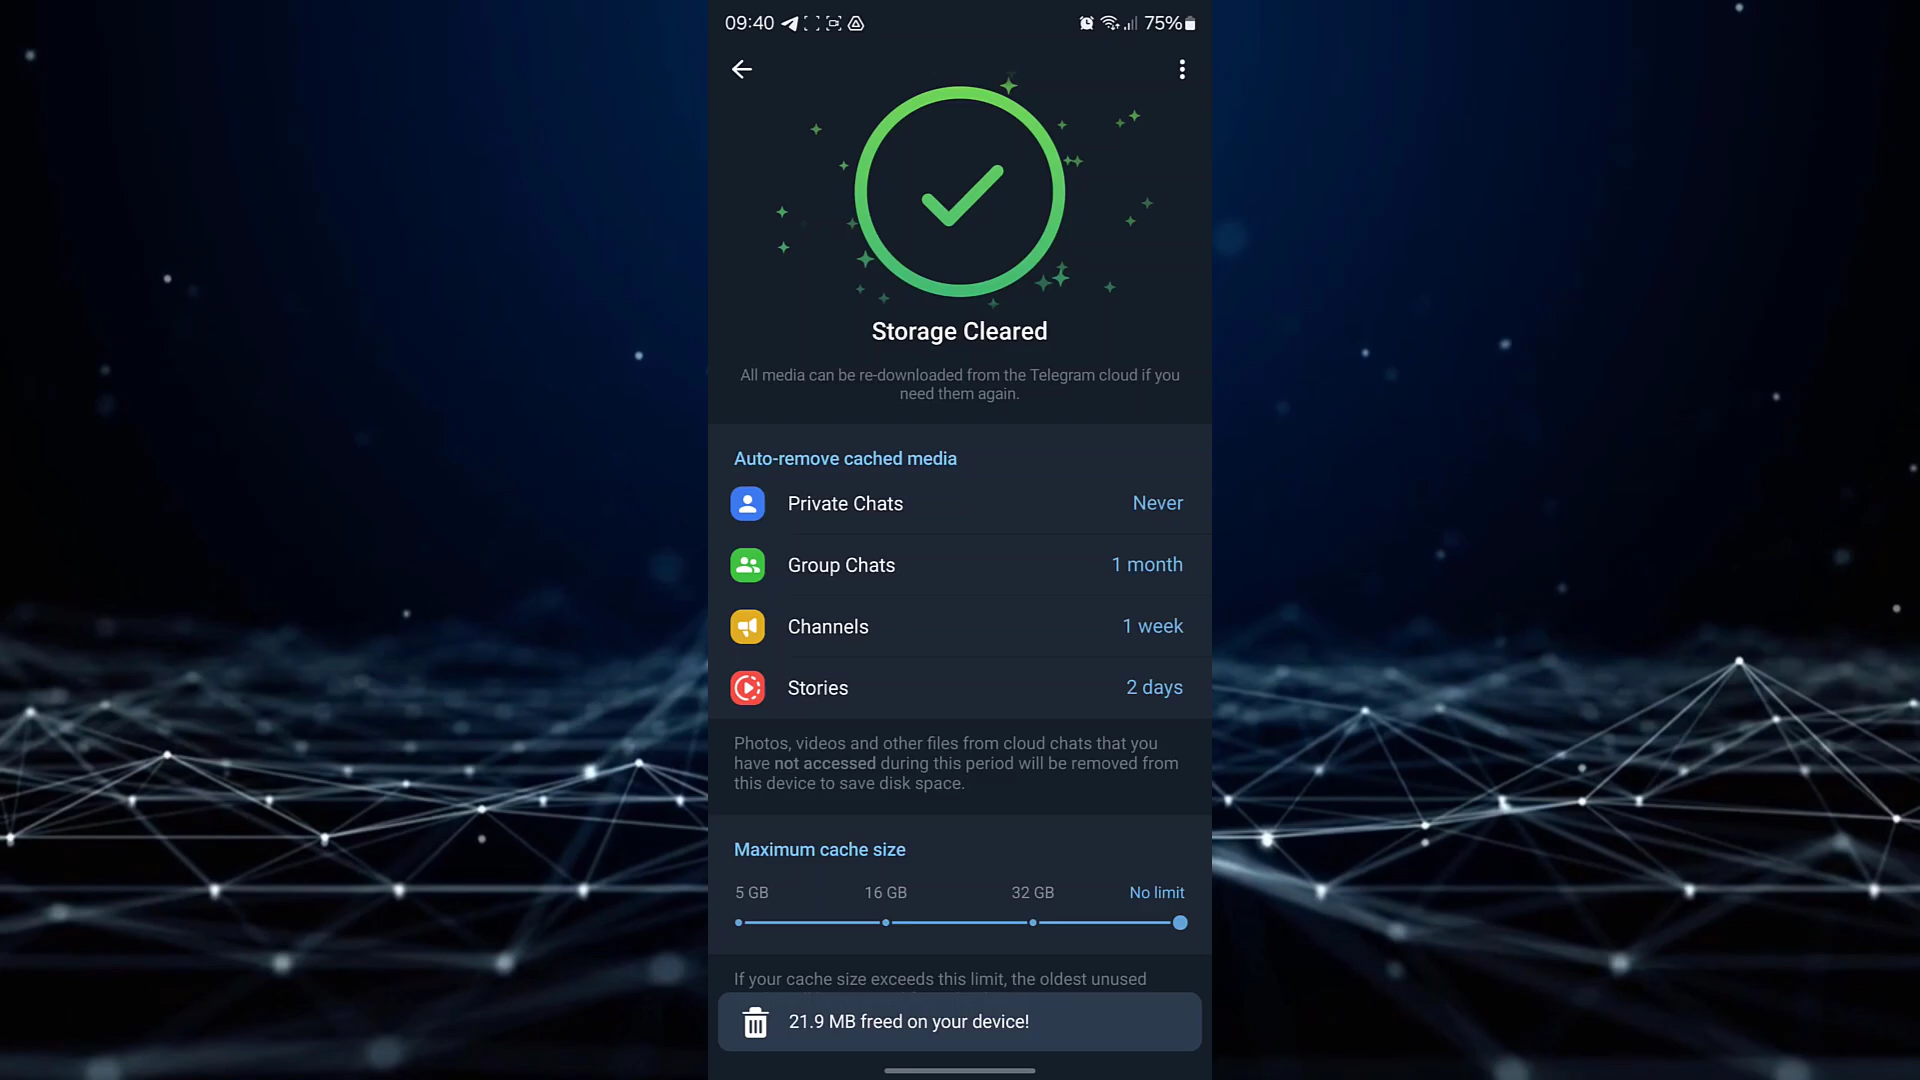 09:40
75%
Storage Cleared
All media can be re-downloaded from the Telegram cloud if you
need them again.
Auto-remove cached media
Private Chats Never
Group Chats 1 month
Channels 1 week
Stories 2 days
Photos, videos and other files from cloud chats that you
have not accessed during this period will be removed from
this device to save disk space.
Maximum cache size
5 GB 16 GB 32 GB No limit
If your cache size exceeds this limit, the oldest unused
21.9 MB freed on your device!